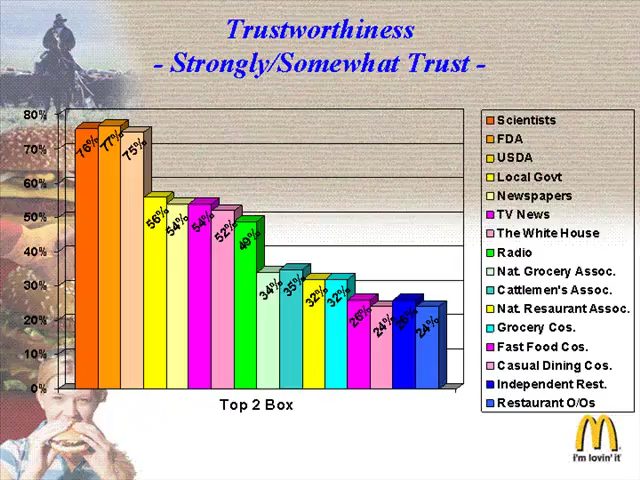 Trustworthiness
- Strongly/Somewhat Trust -
80%
70%
60%
50%
40%
30%
20%
10%
0%
76%
77%
75%
56%
54%
54%
52%
49%
34%
35%
32%
32%
26%
24%
26%
24%
Top 2 Box
Scientists
FDA
USDA
Local Govt
Newspapers
TV News
The White House
Radio
Nat. Grocery Assoc.
Cattlemen's Assoc.
Nat. Resaurant Assoc.
Grocery Cos.
Fast Food Cos.
Casual Dining Cos.
Independent Rest.
Restaurant O/Os
i'm lovin' it